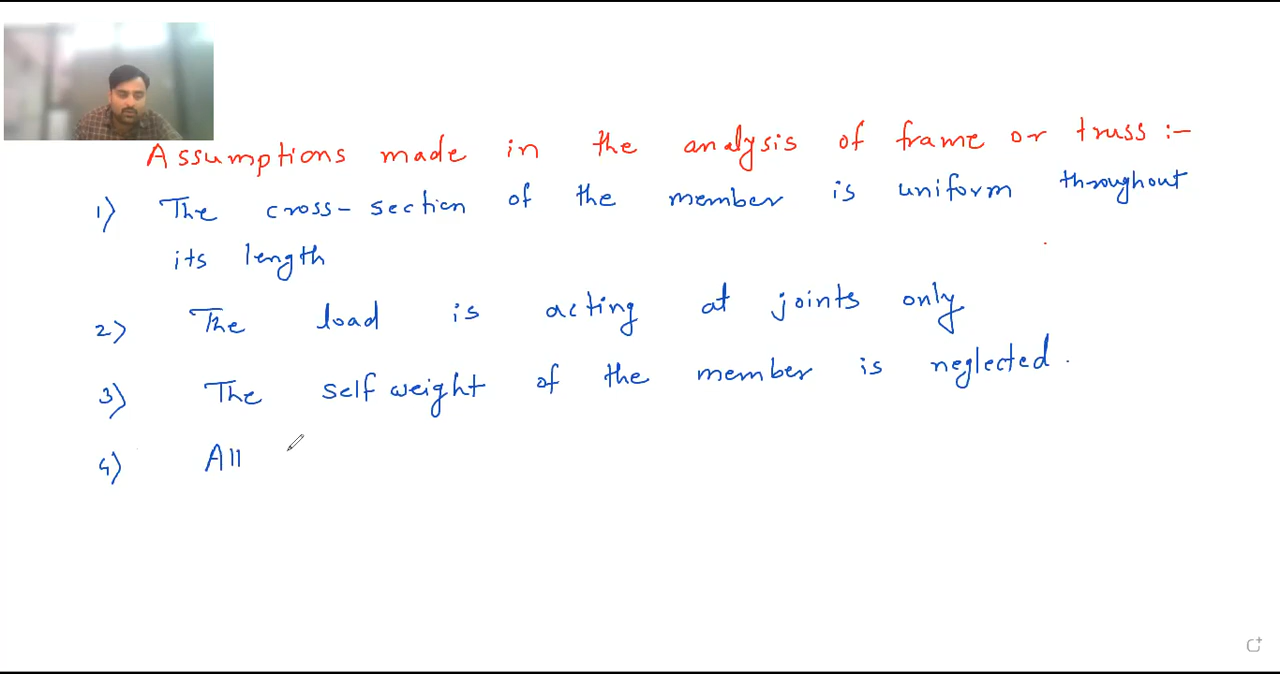 Assumptions made in the analysis of frame or truss :-
1) The cross-section of the member is uniform throughout
its length
2) The load is acting at joints only
3) The self weight of the member is neglected.
4) All